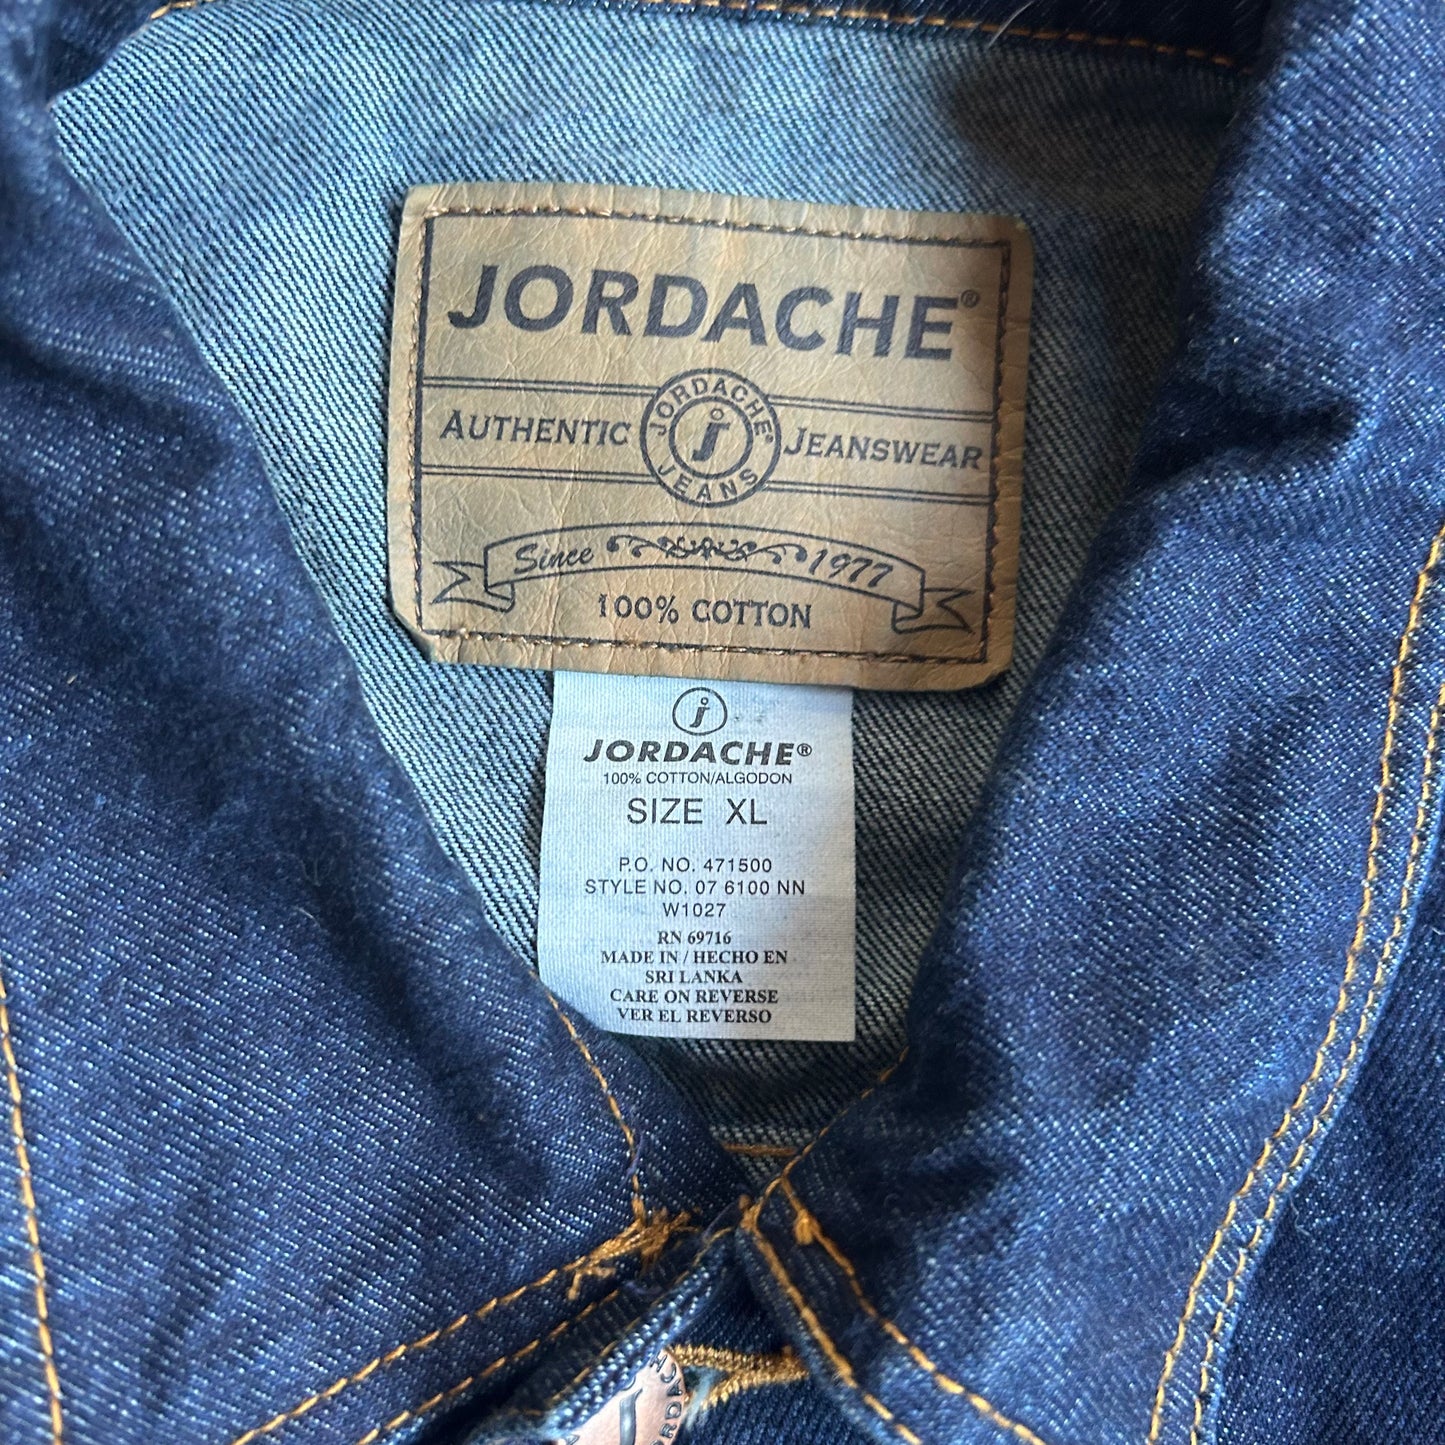 JORDACHE®
AUTHENTIC JEANSWEAR
JORDACHE®
j
JEANS
Since 1977
100% COTTON
j
JORDACHE®
100% COTTON/ALGODON
SIZE XL
P.O. NO. 471500
STYLE NO. 07 6100 NN
W1027
RN 69716
MADE IN / HECHO EN
SRI LANKA
CARE ON REVERSE
VER EL REVERSO